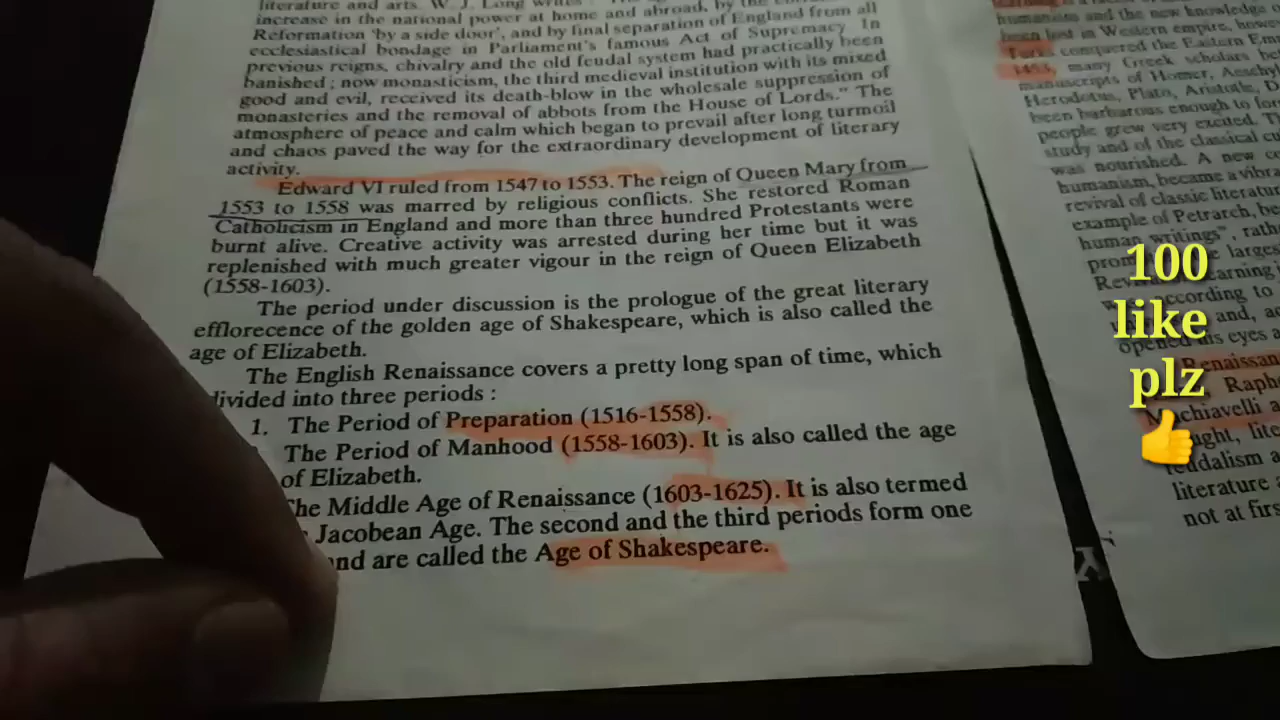 literature and arts. W. J. Long writes
increase in the national power at home and abroad, by the
Reformation 'by a side door', and by final separation of England from all
ecclesiastical bondage in Parliament's famous Act of Supremacy. In
previous reigns, chivalry and the old feudal system had practically been
banished ; now monasticism, the third medieval institution with its mixed
good and evil, received its death-blow in the wholesale suppression of
monasteries and the removal of abbots from the House of Lords." The
atmosphere of peace and calm which began to prevail after long turmoil
and chaos paved the way for the extraordinary development of literary
activity.
Edward VI ruled from 1547 to 1553. The reign of Queen Mary from
1553 to 1558 was marred by religious conflicts. She restored Roman
Catholicism in England and more than three hundred Protestants were
burnt alive. Creative activity was arrested during her time but it was
replenished with much greater vigour in the reign of Queen Elizabeth
(1558-1603).
The period under discussion is the prologue of the great literary
efflorecence of the golden age of Shakespeare, which is also called the
age of Elizabeth.
The English Renaissance covers a pretty long span of time, which
divided into three periods :
1. The Period of Preparation (1516-1558).
The Period of Manhood (1558-1603). It is also called the age
of Elizabeth.
The Middle Age of Renaissance (1603-1625). It is also termed
Jacobean Age. The second and the third periods form one
and are called the Age of Shakespeare.
humanism and the new knowledge
been lost in Western empire,
Turks conquered the Eastern
1453, many Greek scholars
manuscripts of Homer,
Herodotus, Plato, Aristotle,
been barbarous enough to
people grew very excited.
study and of the classical
was nourished. A new
humanism, became a
revival of classic
example of Petrarch,
human writings",
according to
and,
opened his eyes
Machiavelli
feudalism
literature
not at
100
like
plz
👍